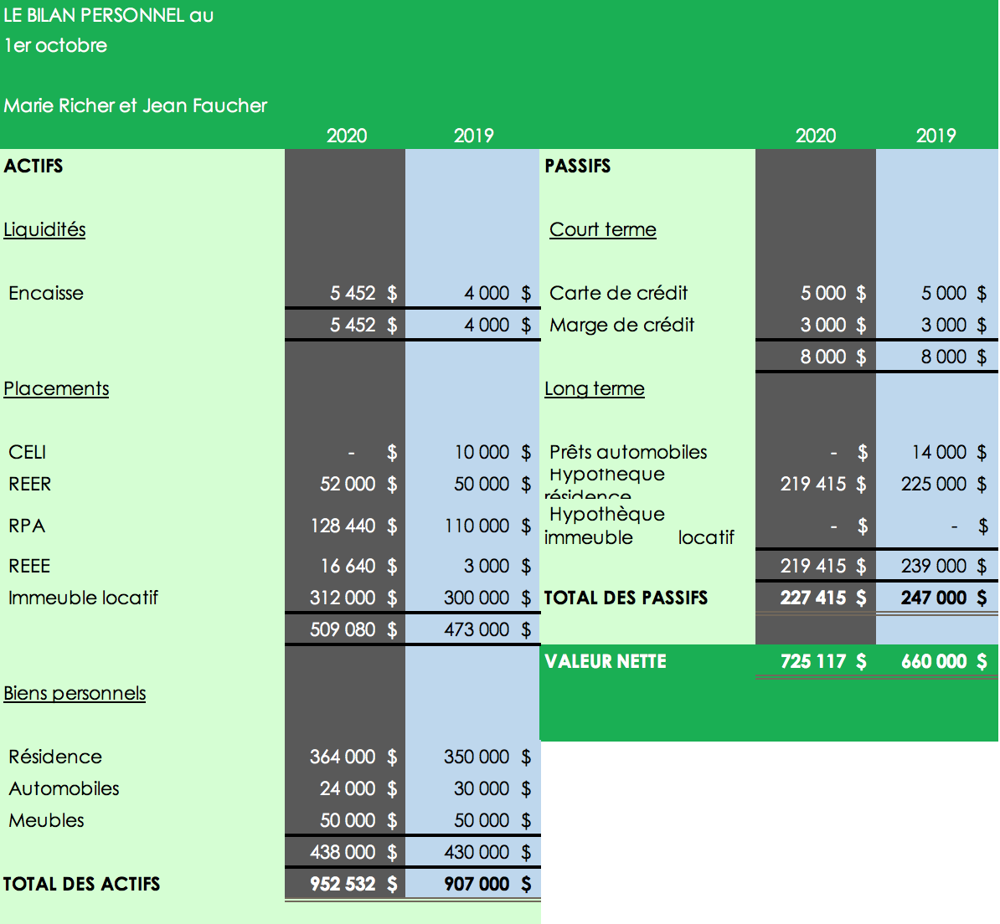 LE BILAN PERSONNEL au
1er octobre
Marie Richer et Jean Faucher
2020 2019 2020 2019
ACTIFS PASSIFS
Liquidités Court terme
Encaisse 5 452 $ 4 000 $ Carte de crédit 5 000 $ 5 000 $
5 452 $ 4 000 $ Marge de crédit 3 000 $ 3 000 $
8 000 $ 8 000 $
Placements Long terme
CELI - $ 10 000 $ Prêts automobiles - $ 14 000 $
REER 52 000 $ 50 000 $ Hypothèque résidence 219 415 $ 225 000 $
RPA 128 440 $ 110 000 $ Hypothèque immeuble locatif - $ - $
REEE 16 640 $ 3 000 $ 219 415 $ 239 000 $
Immeuble locatif 312 000 $ 300 000 $ TOTAL DES PASSIFS 227 415 $ 247 000 $
509 080 $ 473 000 $
VALEUR NETTE 725 117 $ 660 000 $
Biens personnels
Résidence 364 000 $ 350 000 $
Automobiles 24 000 $ 30 000 $
Meubles 50 000 $ 50 000 $
438 000 $ 430 000 $
TOTAL DES ACTIFS 952 532 $ 907 000 $